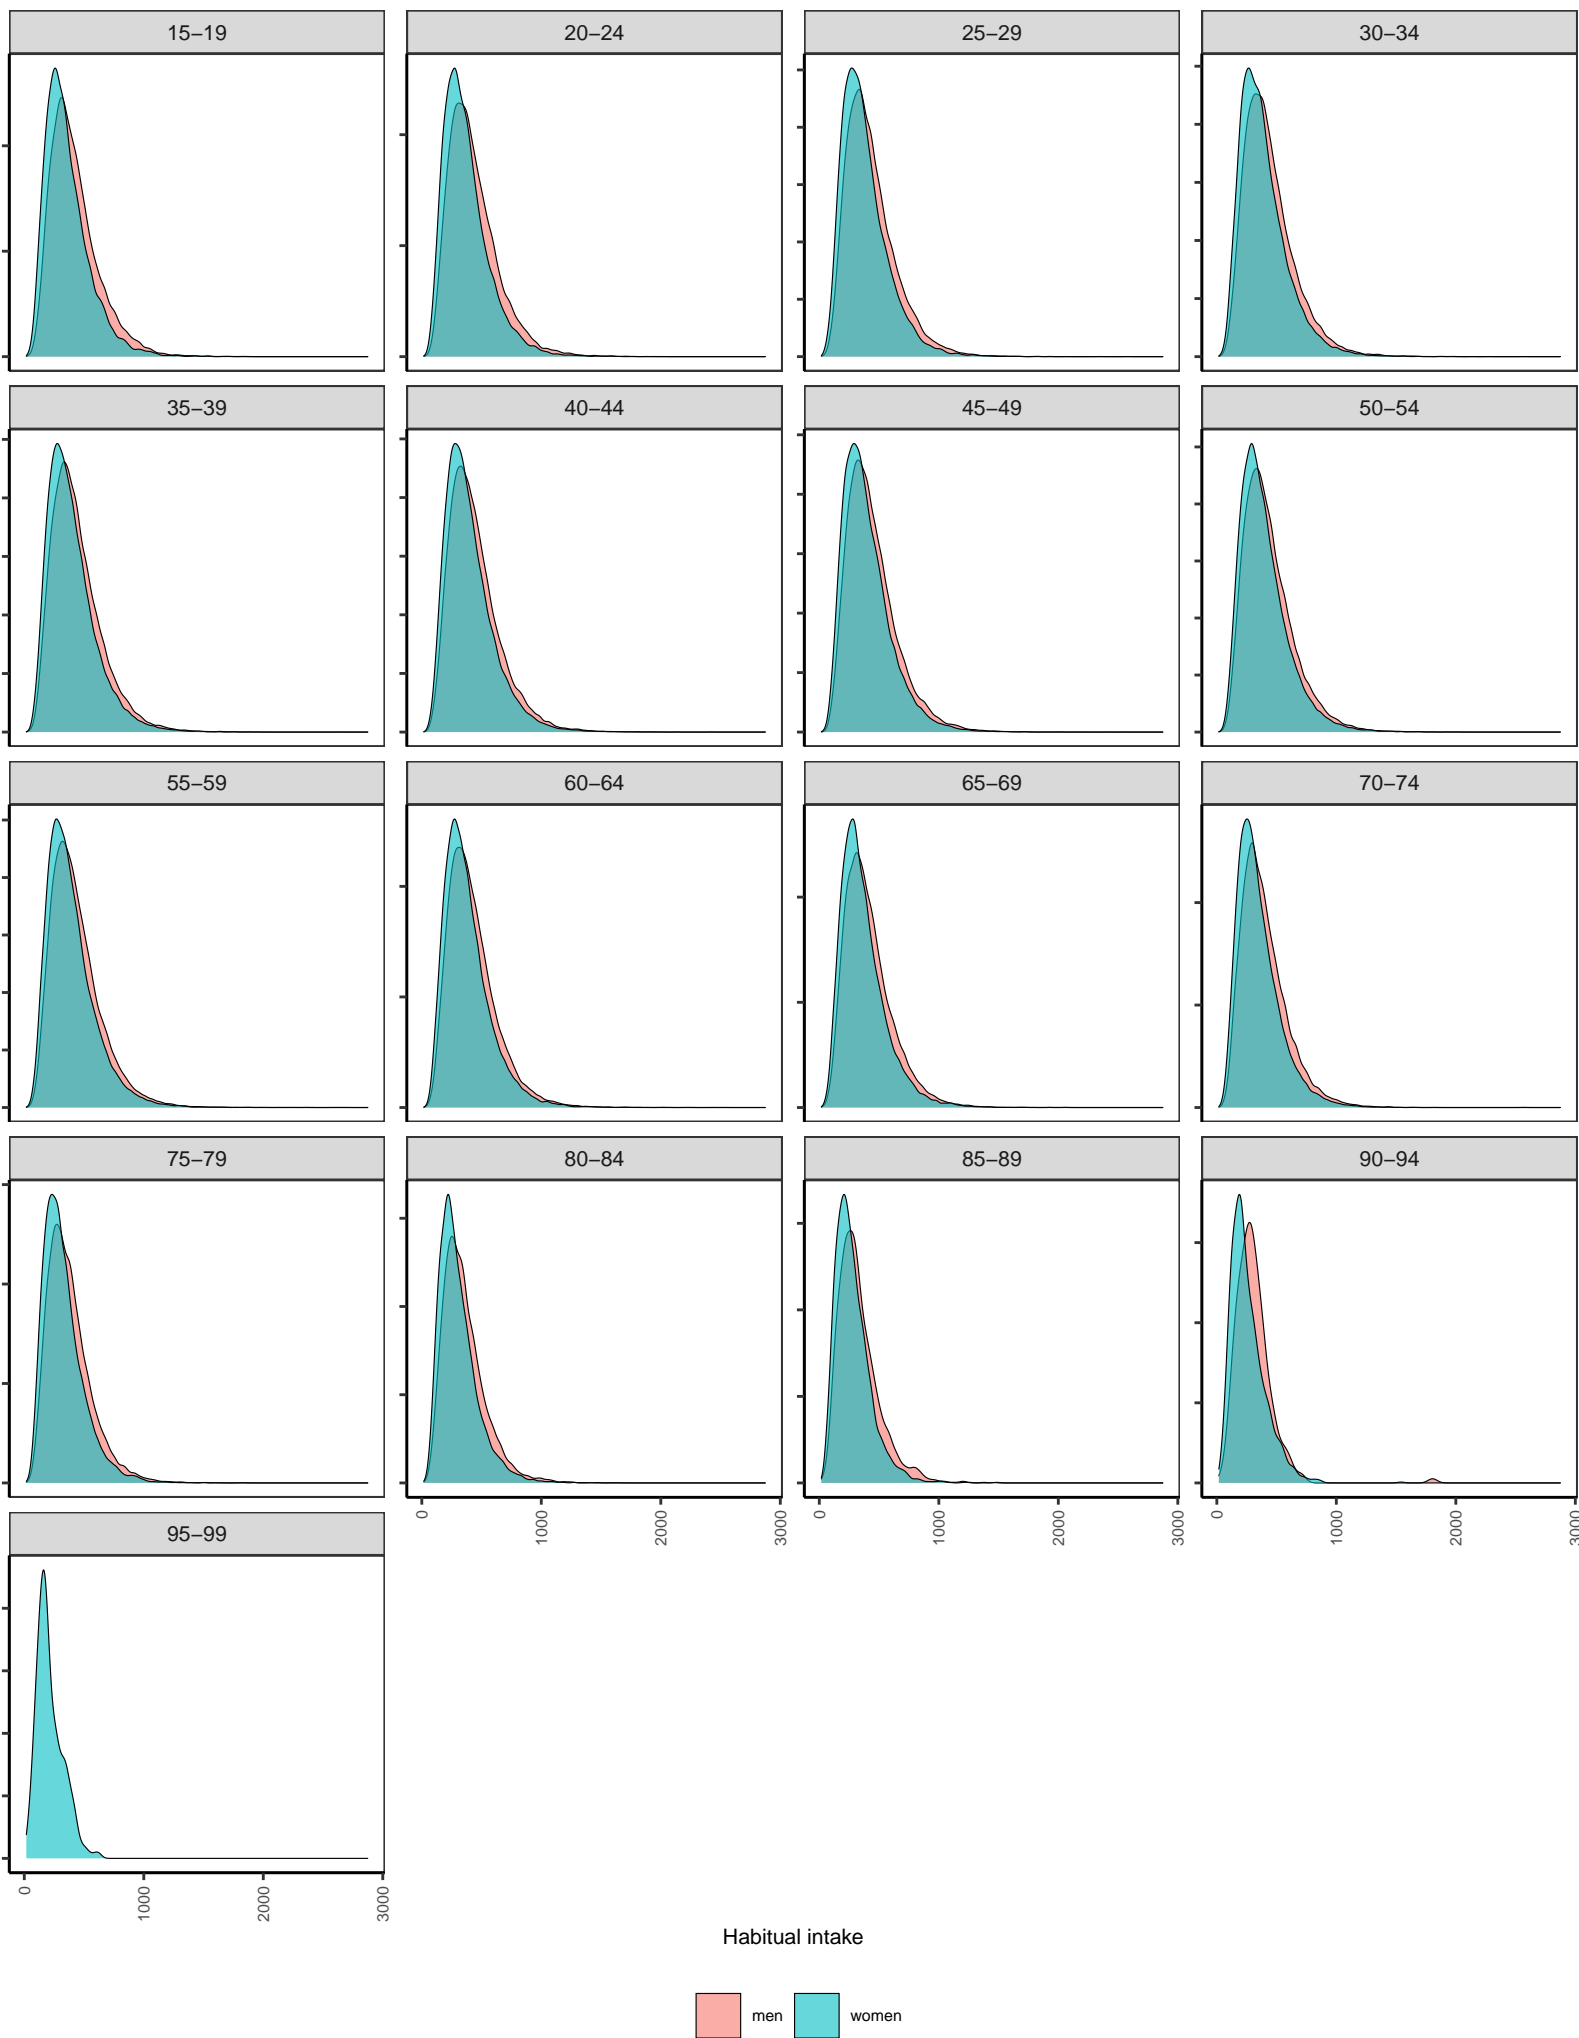 15–19 20–24 25–29 30–34
35–39 40–44 45–49 50–54
55–59 60–64 65–69 70–74
75–79 80–84 85–89 90–94
0 1000 2000 3000 0 1000 2000 3000 0 1000 2000 3000
95–99
0 1000 2000 3000
Habitual intake
men women